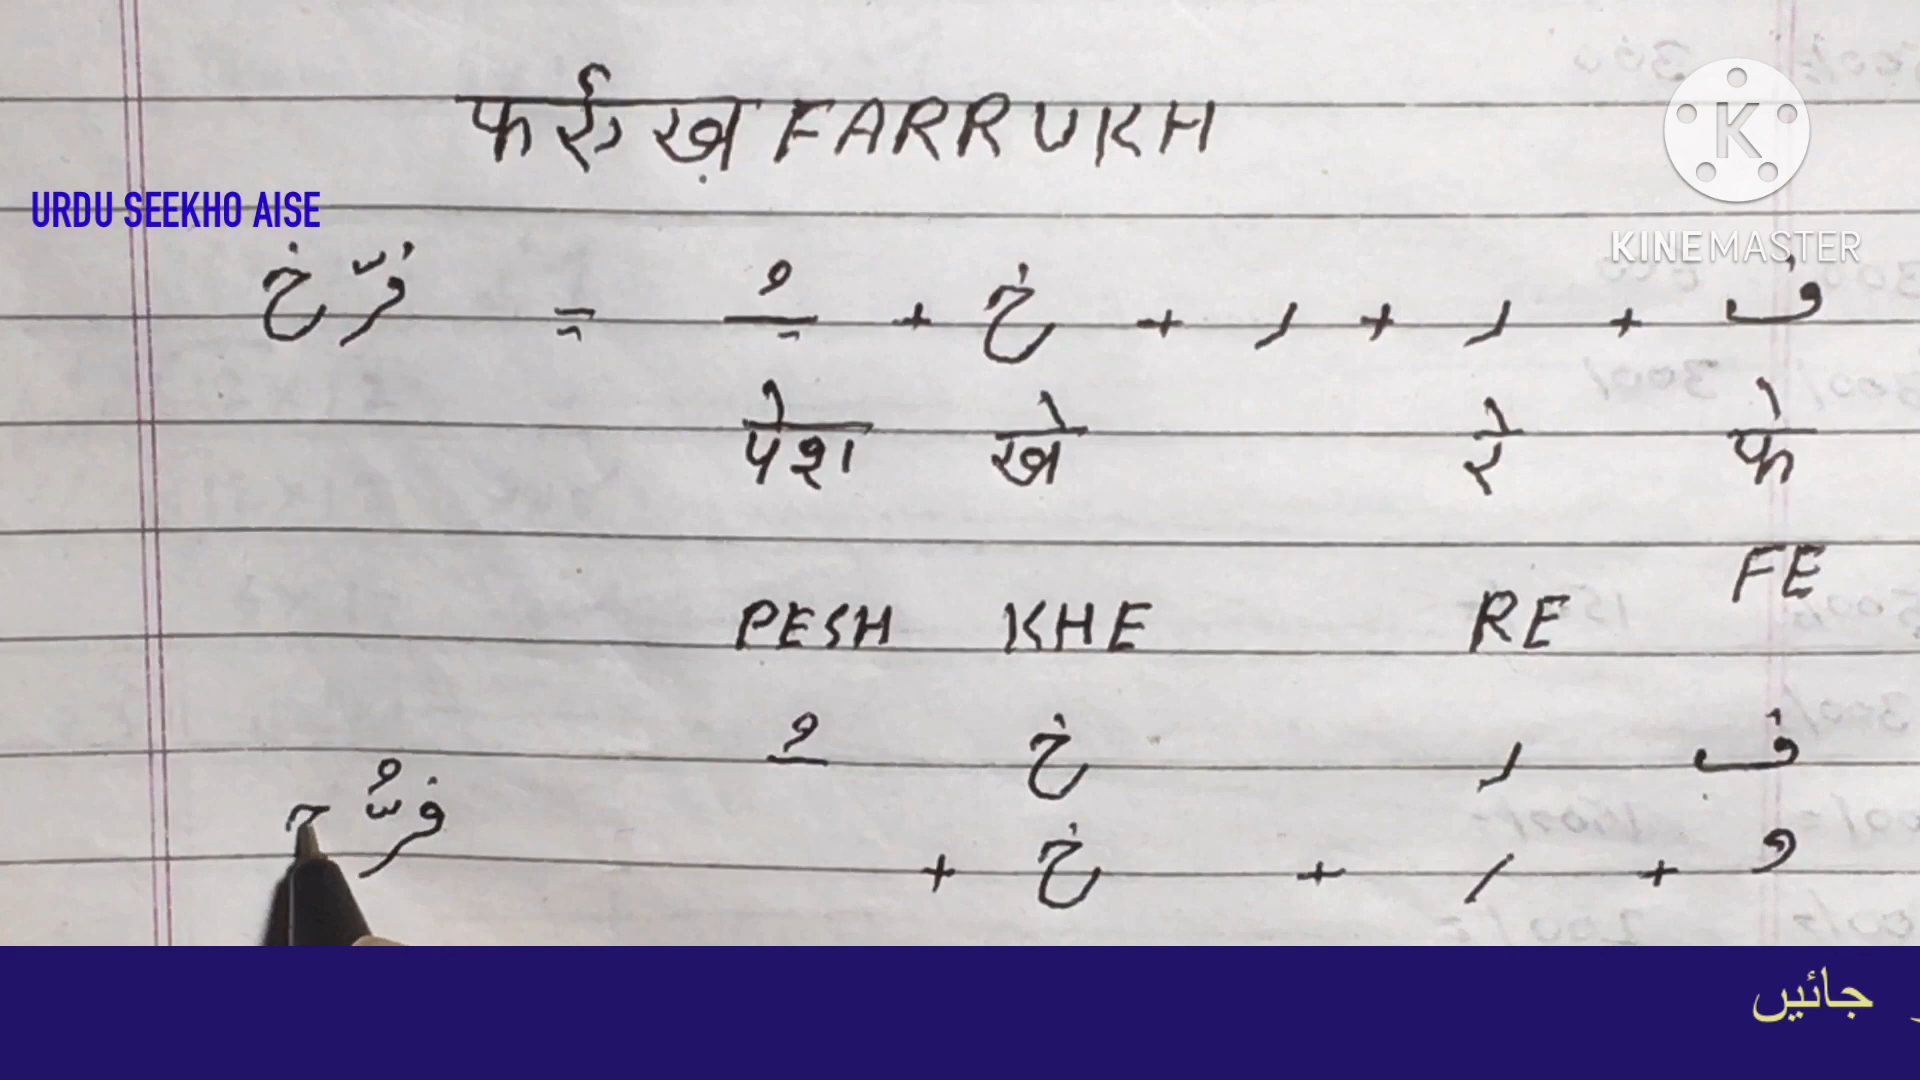 फर्रुख़ FARRUKH
URDU SEEKHO AISE
KINEMASTER
ف + ر + ر + خ + ُ = فرّخ
फे रे खे पेश
FE
RE KHE PESH
ف ر خ ُ
ف + ر + خ + فرُّح
جائیں